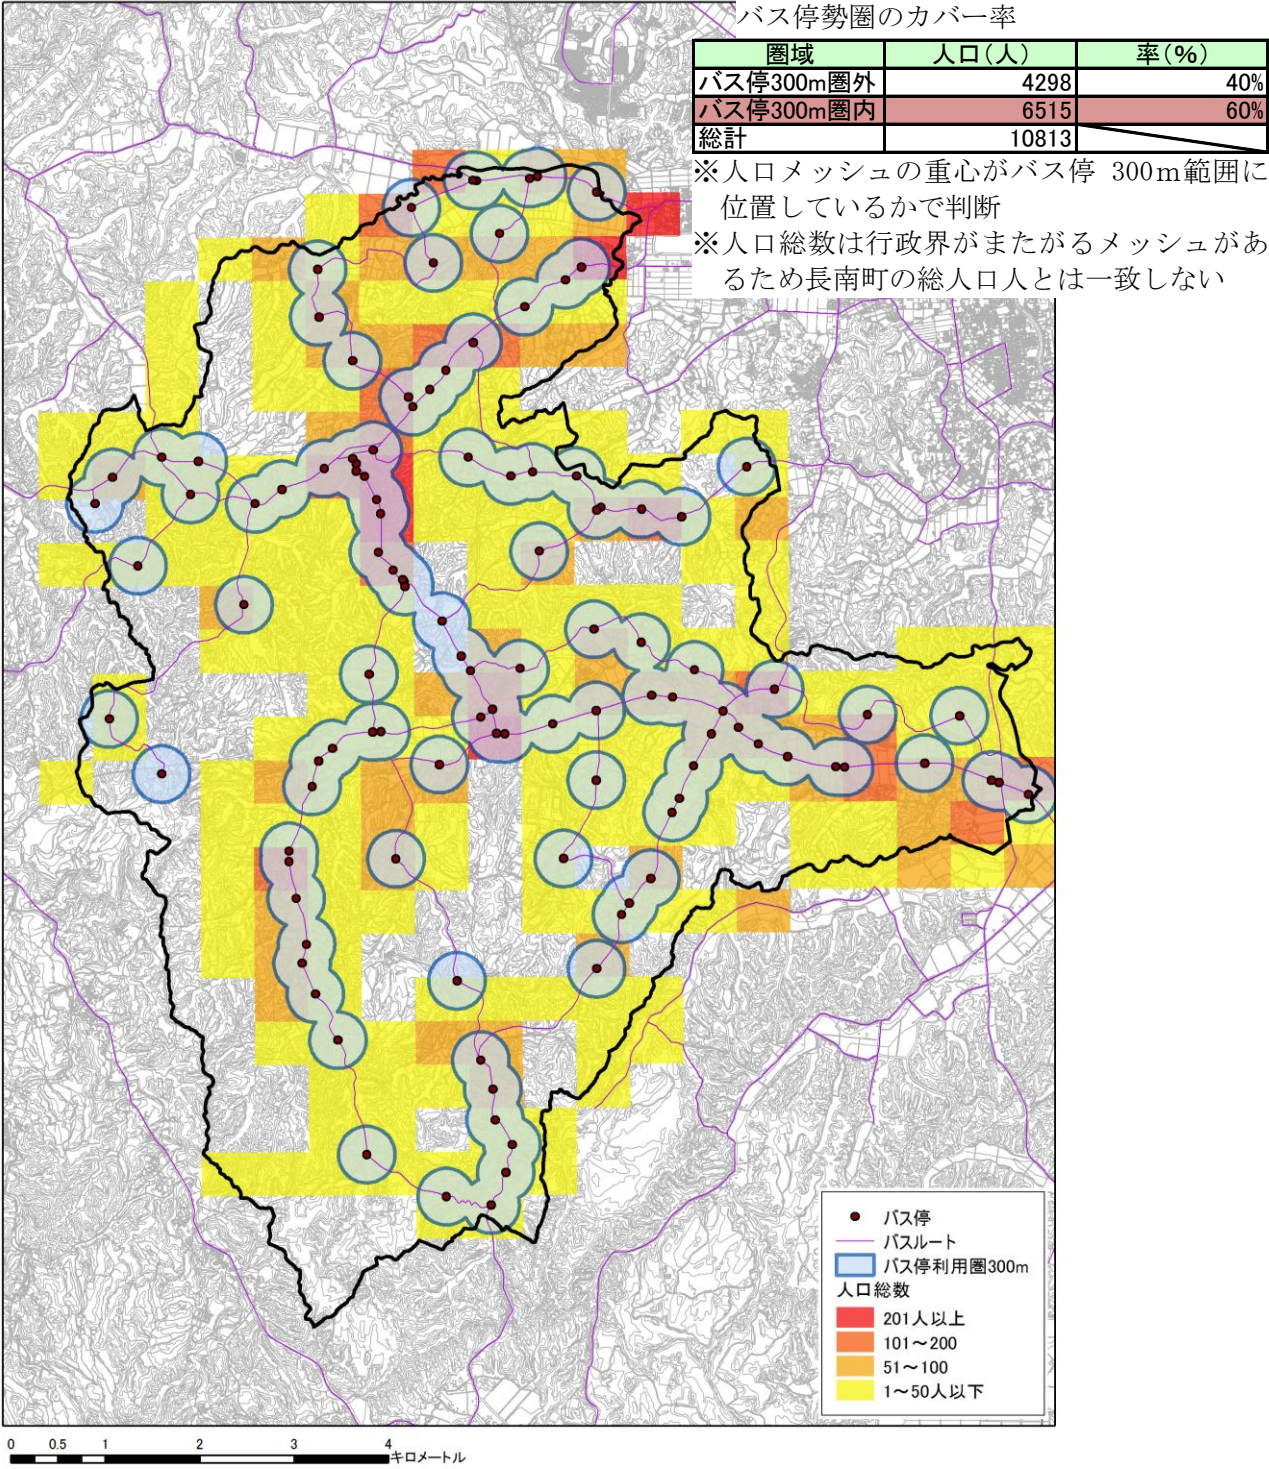 バス停勢圏のカバー率
圏域 人口(人) 率(%)
バス停300m圏外 4298 40%
バス停300m圏内 6515 60%
総計 10813
※人口メッシュの重心がバス停 300m範囲に
位置しているかで判断
※人口総数は行政界がまたがるメッシュがあ
るため長南町の総人口人とは一致しない
バス停
バスルート
バス停利用圏300m
人口総数
201人以上
101～200
51～100
1～50人以下
0 0.5 1 2 3 4
キロメートル